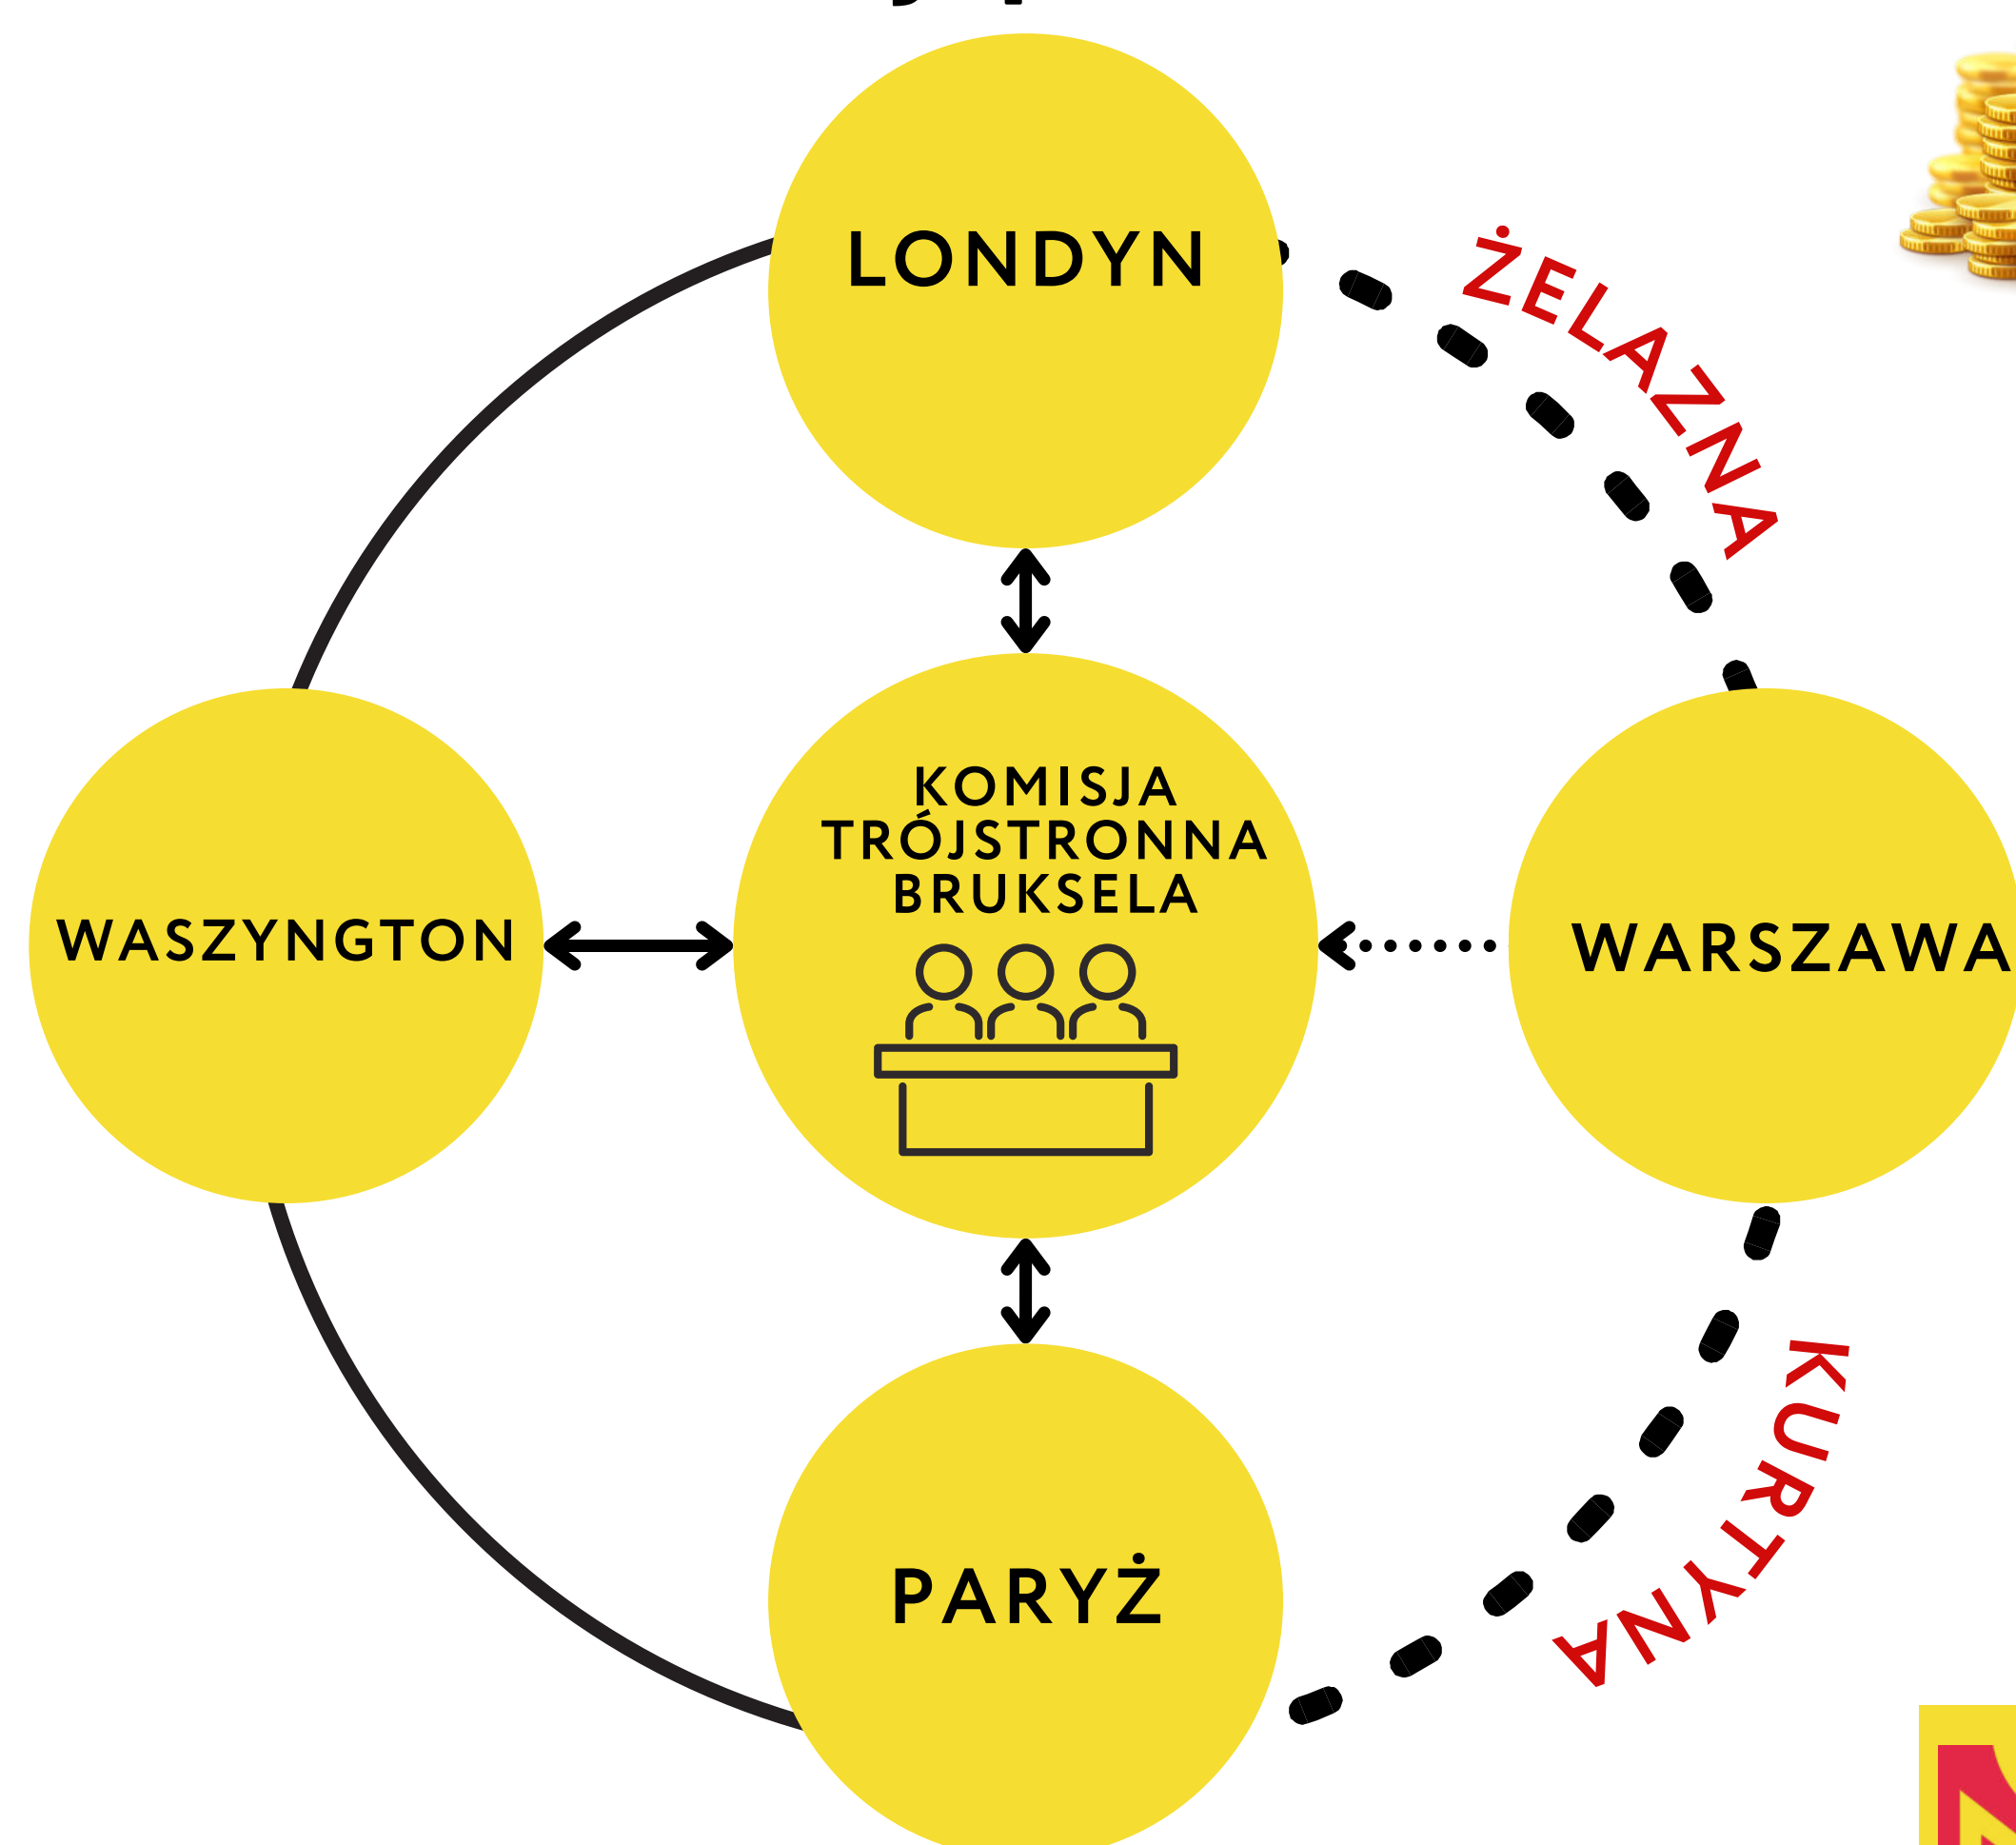 LONDYN
ŻELAZNA
KOMISJA
TRÓJSTRONNA
BRUKSELA
WASZYNGTON
WARSZAWA
KURTYNA
PARYŻ